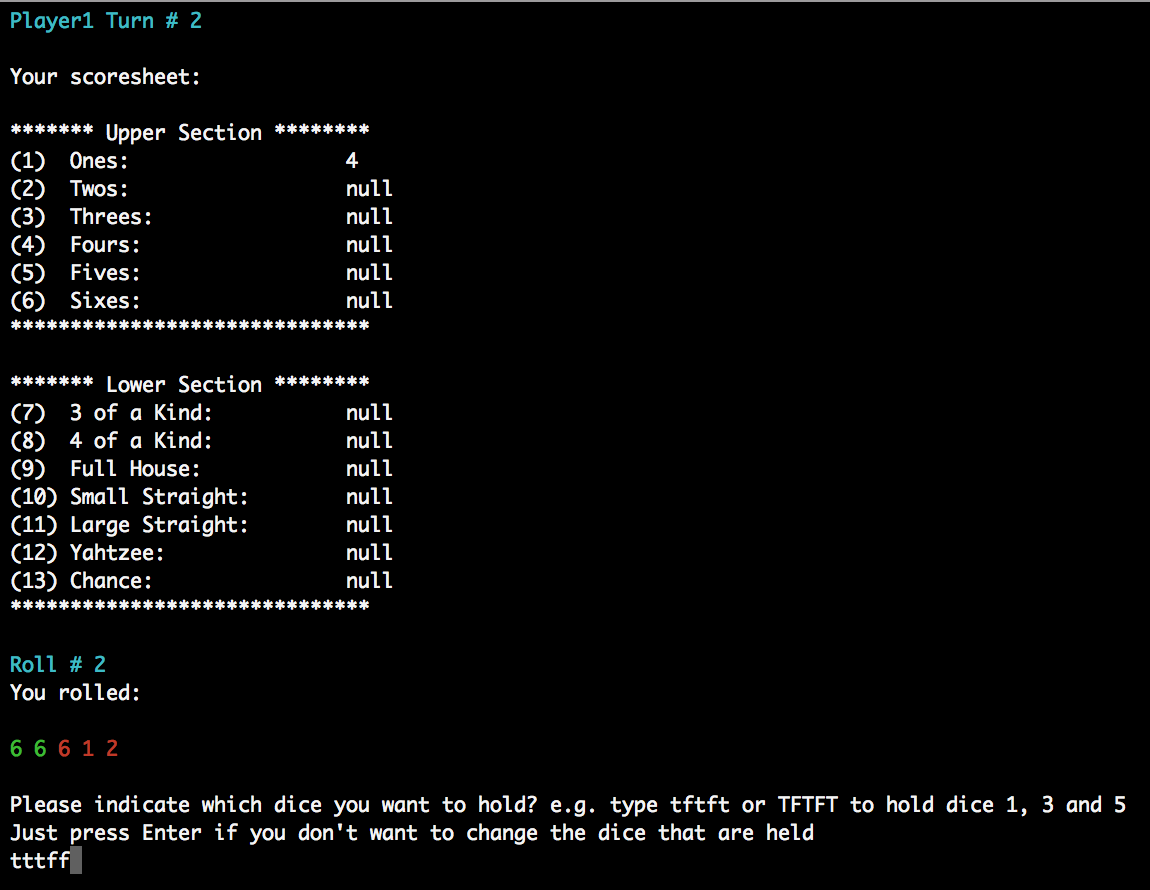 Player1 Turn # 2
Your scoresheet:
******* Upper Section ********
(1)  Ones:                  4
(2)  Twos:                  null
(3)  Threes:                null
(4)  Fours:                 null
(5)  Fives:                 null
(6)  Sixes:                 null
******************************
******* Lower Section ********
(7)  3 of a Kind:           null
(8)  4 of a Kind:           null
(9)  Full House:            null
(10) Small Straight:        null
(11) Large Straight:        null
(12) Yahtzee:               null
(13) Chance:                null
******************************
Roll # 2
You rolled:
6 6 6 1 2
Please indicate which dice you want to hold? e.g. type tftft or TFTFT to hold dice 1, 3 and 5
Just press Enter if you don't want to change the dice that are held
tttff